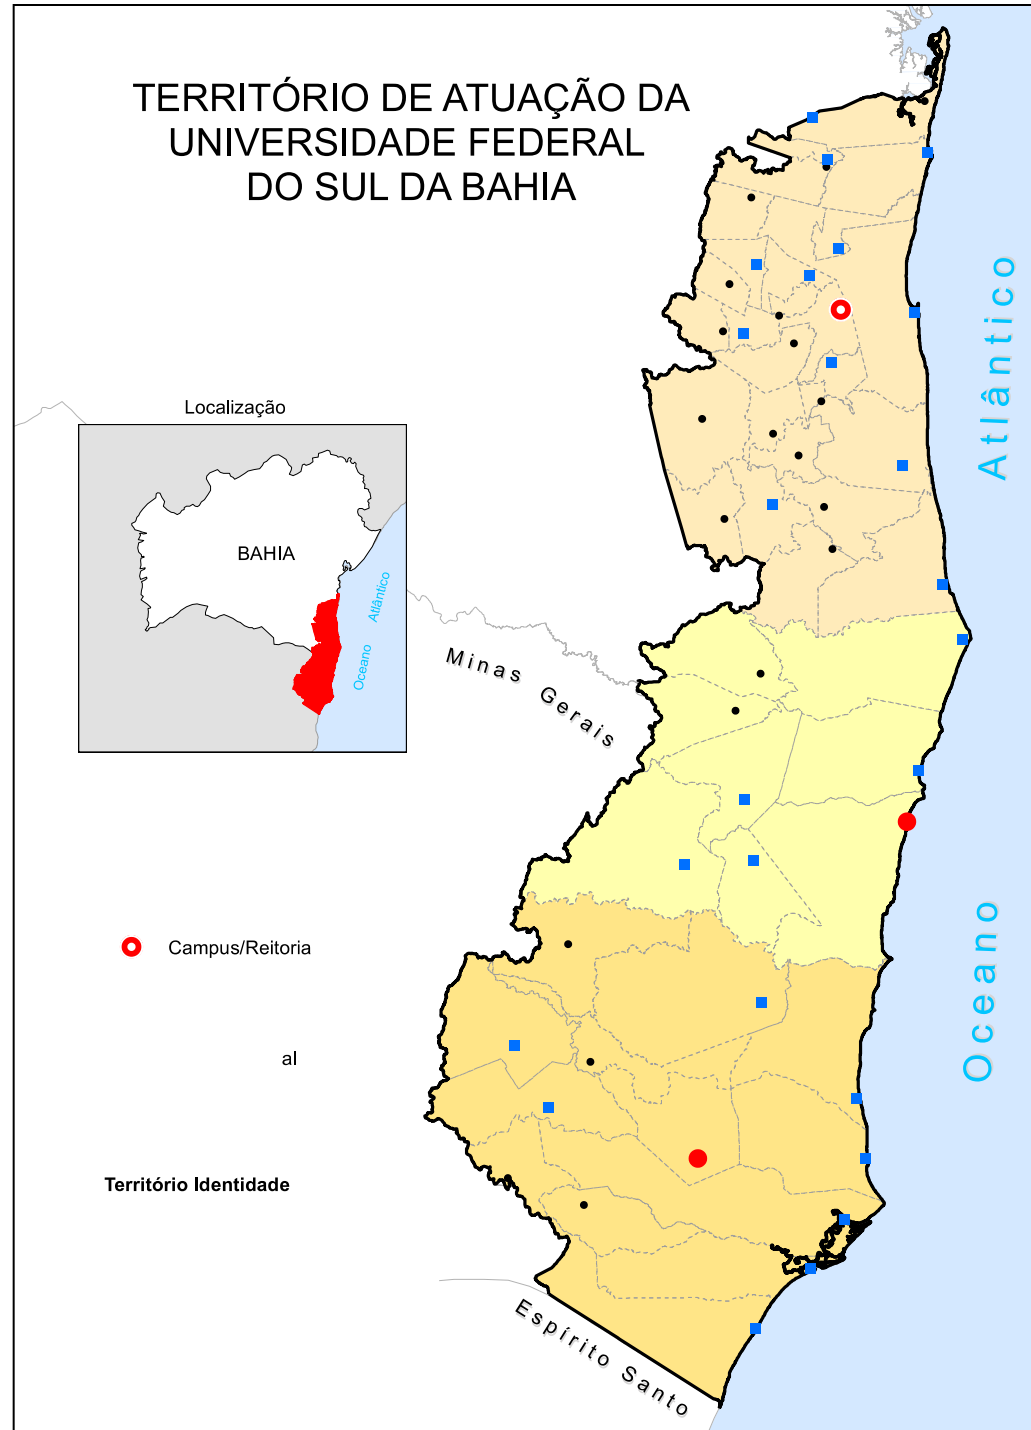 TERRITÓRIO DE ATUAÇÃO DA
UNIVERSIDADE FEDERAL
DO SUL DA BAHIA
Localização
BAHIA
Oceano Atlântico
Minas Gerais
Campus/Reitoria
al
Território Identidade
Espírito Santo
Oceano Atlântico